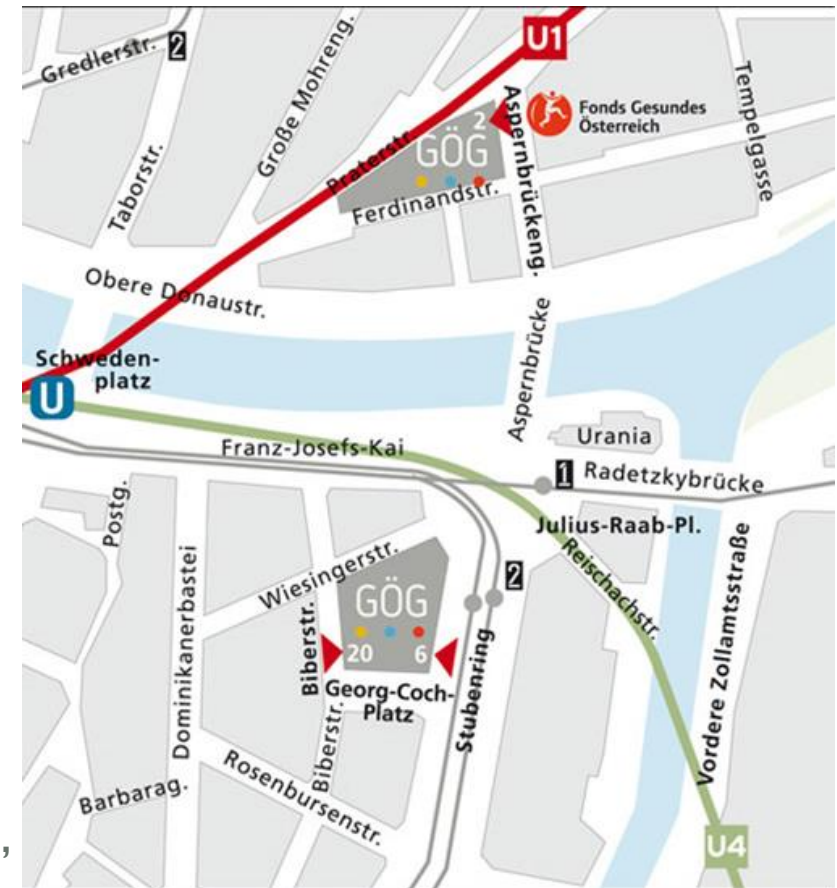 Gredlerstr.
2
Große Mohreng.
U1
Taborstr.
Praterstr.
GÖG
2
Aspernbrückeng.
Fonds Gesundes
Österreich
Tempelgasse
Ferdinandstr.
Obere Donaustr.
Schweden-
platz
U
Aspernbrücke
Urania
Franz-Josefs-Kai
1
Radetzkybrücke
Postg.
Julius-Raab-Pl.
Dominikanerbastei
Wiesingerstr.
2
Reischachstr.
GÖG
20
6
Biberstr.
Georg-Coch-
Platz
Stubenring
Vordere Zollamtsstraße
Biberstr.
Rosenbursenstr.
Barbarag.
U4
,